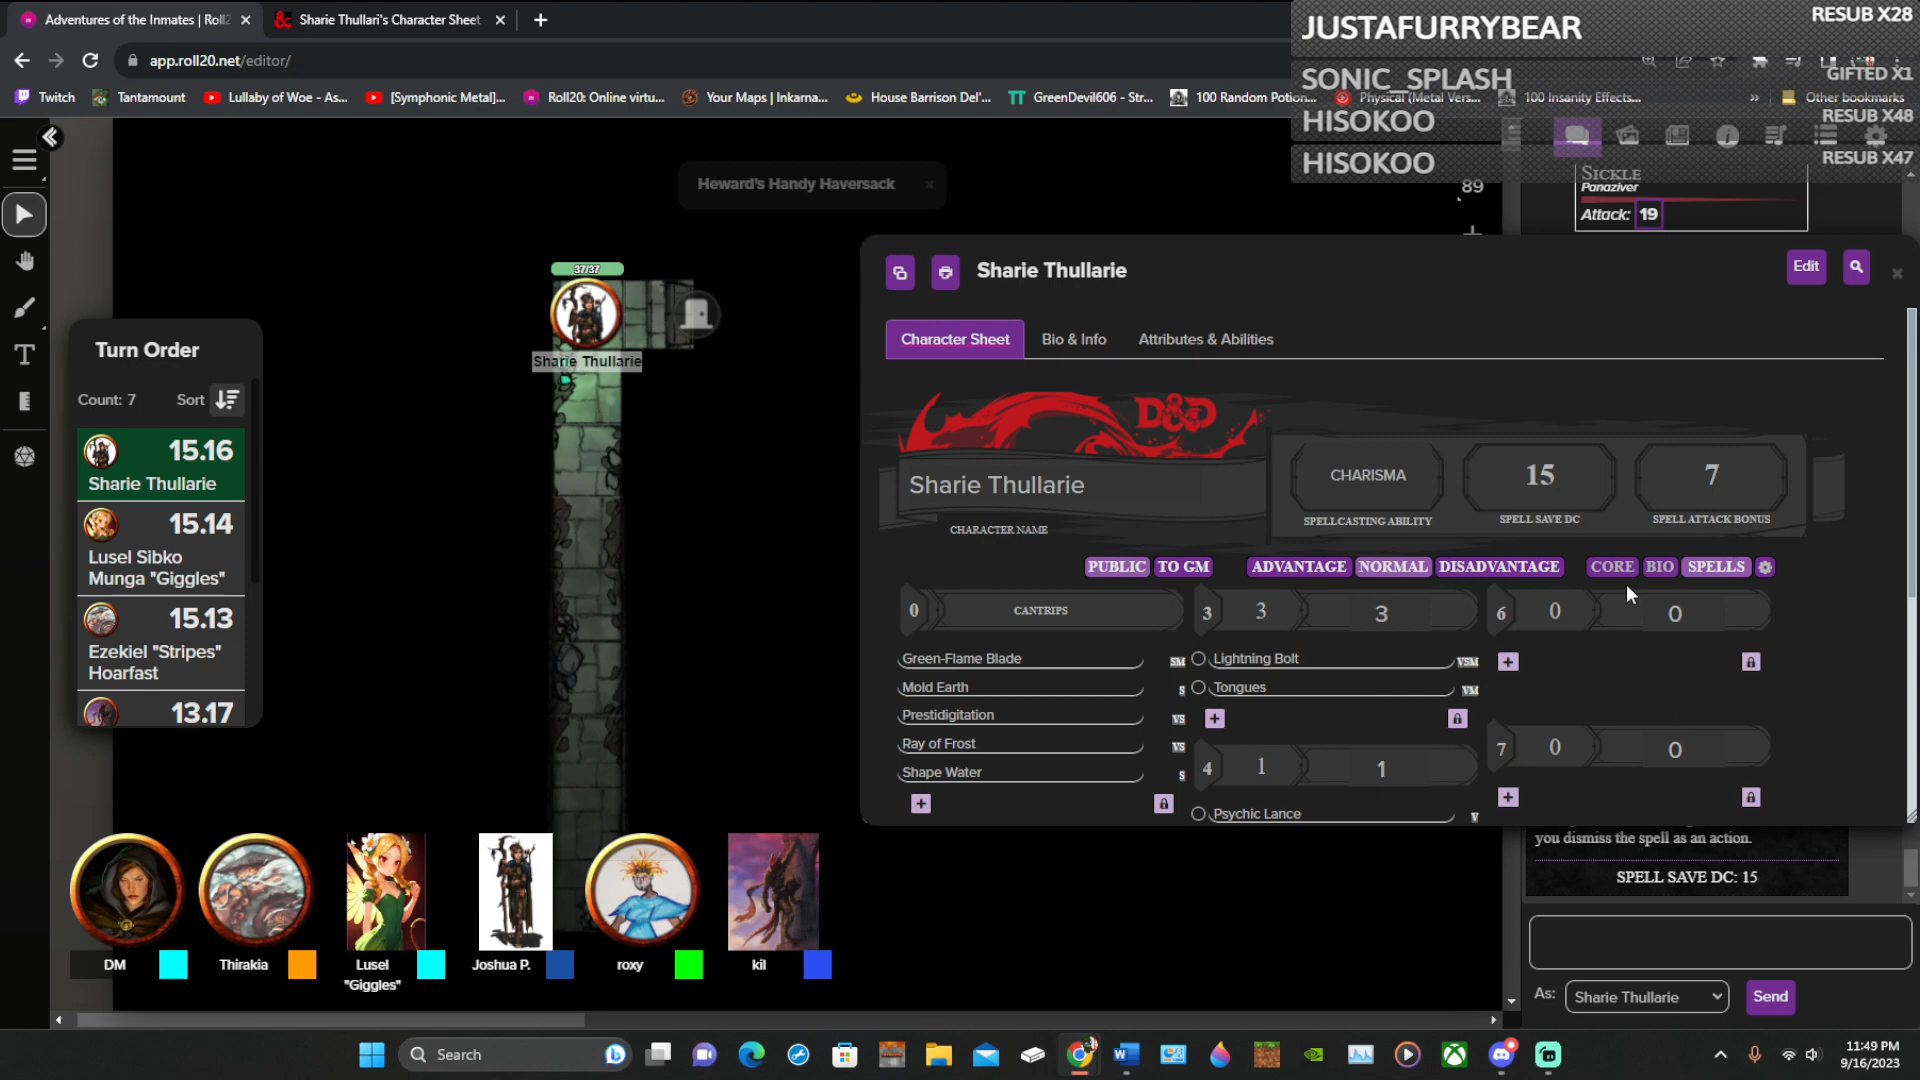 Adventures of the Inmates | Roll2
Sharie Thullari's Character Sheet
JUSTAFURRYBEAR
RESUB X28
app.roll20.net/editor/
SONIC_SPLASH
GIFTED X1
Twitch
Tantamount
Lullaby of Woe - As...
[Symphonic Metal]...
Roll20: Online virtu...
Your Maps | Inkarna...
House Barrison Del'...
GreenDevil606 - Str...
100 Random Potion...
Physical (Metal Vers...
100 Insanity Effects...
Other bookmarks
HISOKOO
RESUB X48
HISOKOO
RESUB X47
Heward's Handy Haversack
89
SICKLE
Panaziver
Attack: 19
37/37
Sharie Thullarie
Turn Order
Count: 7
Sort
15.16
Sharie Thullarie
15.14
Lusel Sibko
Munga "Giggles"
15.13
Ezekiel "Stripes"
Hoarfast
13.17
Sharie Thullarie
Edit
Character Sheet
Bio & Info
Attributes & Abilities
D&D
Sharie Thullarie
CHARACTER NAME
CHARISMA
SPELLCASTING ABILITY
15
SPELL SAVE DC
7
SPELL ATTACK BONUS
PUBLIC
TO GM
ADVANTAGE
NORMAL
DISADVANTAGE
CORE
BIO
SPELLS
0
CANTRIPS
Green-Flame Blade
SM
Mold Earth
S
Prestidigitation
VS
Ray of Frost
VS
Shape Water
S
3
3
3
Lightning Bolt
VSM
Tongues
VM
4
1
1
Psychic Lance
V
6
0
0
7
0
0
you dismiss the spell as an action.
SPELL SAVE DC: 15
DM
Thirakia
Lusel
"Giggles"
Joshua P.
roxy
kil
As:
Sharie Thullarie
Send
Search
11:49 PM
9/16/2023